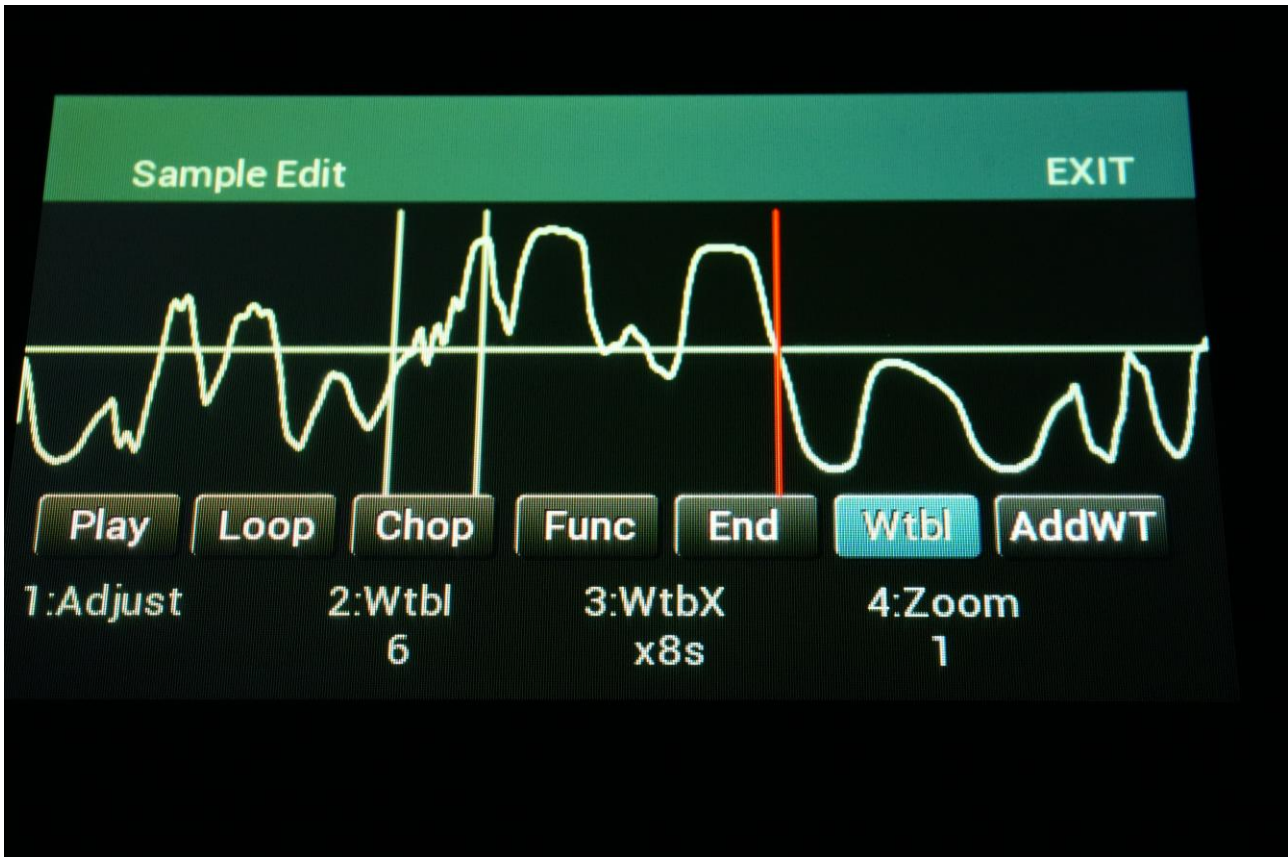 Sample Edit EXIT
Play Loop Chop Func End Wtbl AddWT
1:Adjust 2:Wtbl 3:WtbX 4:Zoom
6 x8s 1